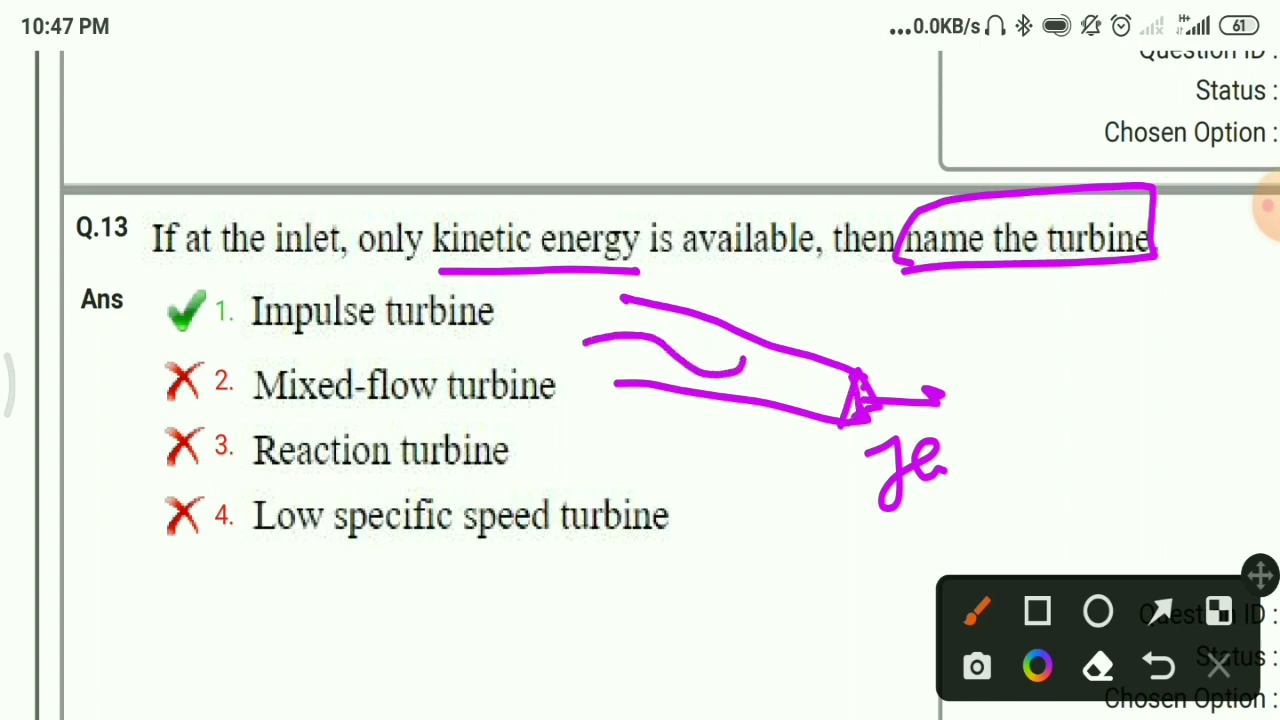 10:47 PM ...0.0KB/s H+ 61
Question ID :
Status :
Chosen Option :
Q.13 If at the inlet, only kinetic energy is available, then name the turbine
Ans 1. Impulse turbine
2. Mixed-flow turbine
3. Reaction turbine
4. Low specific speed turbine
Je
Question ID :
Status :
Chosen Option :